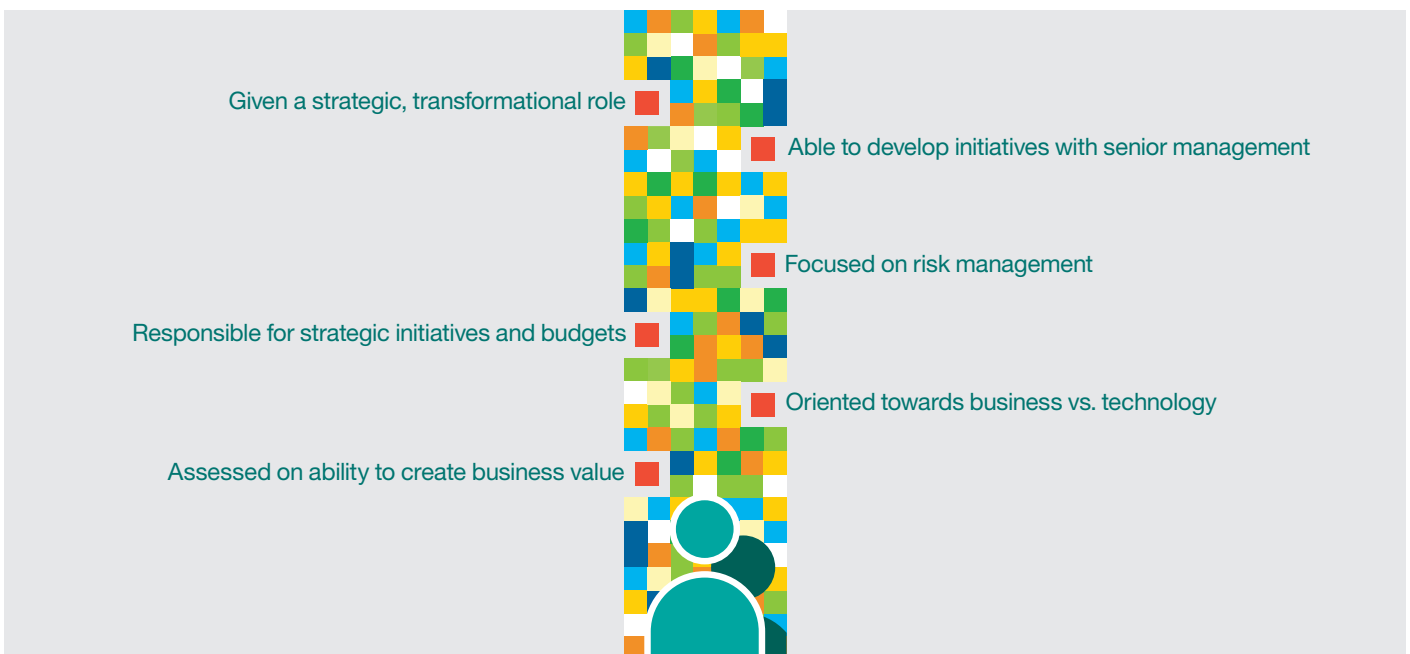 Given a strategic, transformational role
Able to develop initiatives with senior management
Focused on risk management
Responsible for strategic initiatives and budgets
Oriented towards business vs. technology
Assessed on ability to create business value